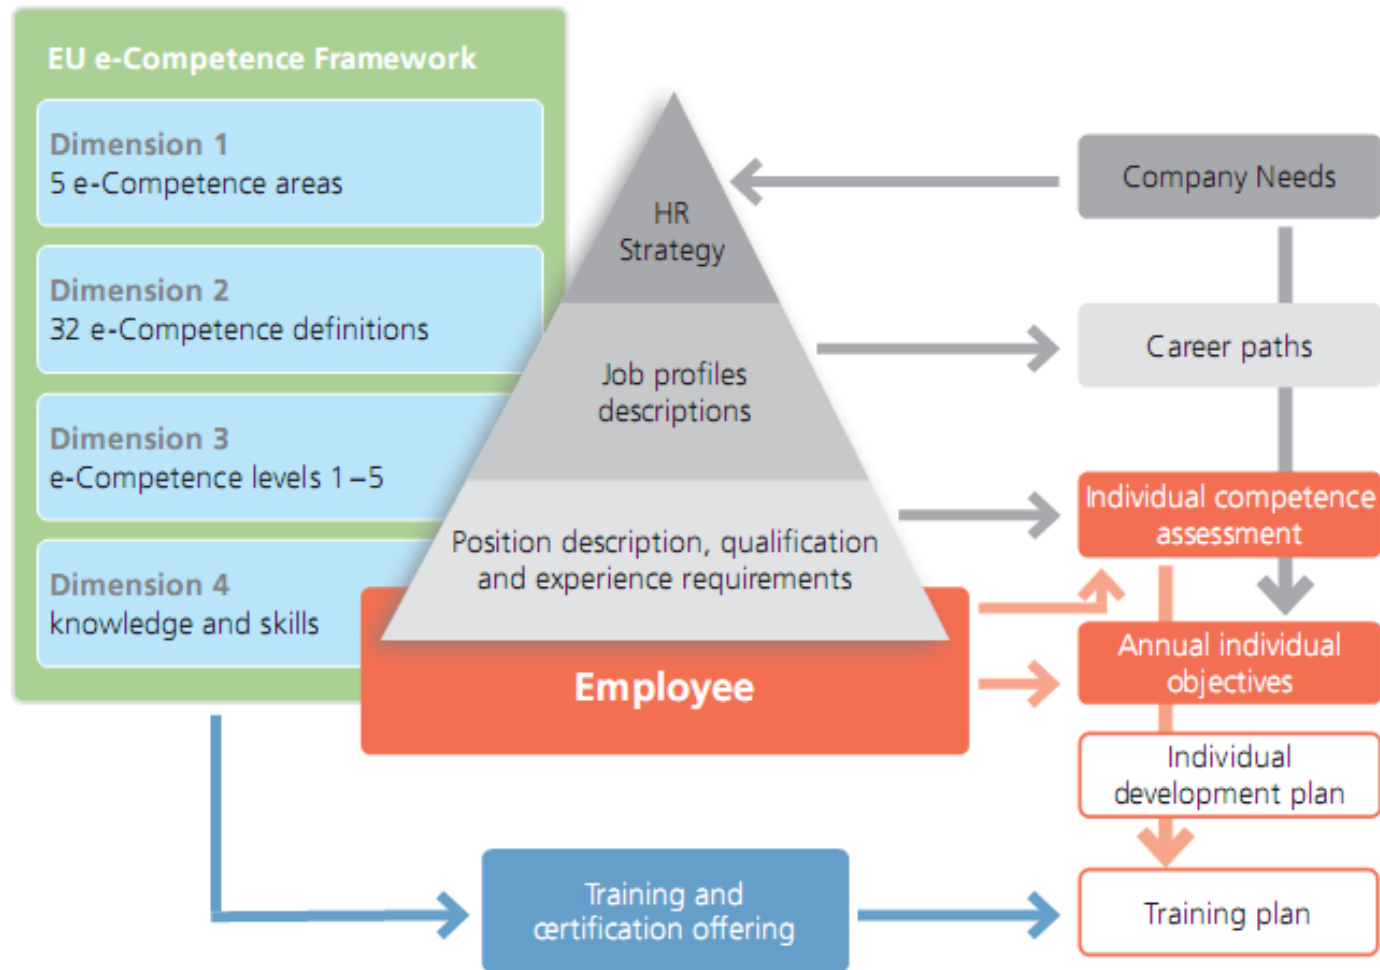 EU e-Competence Framework
Dimension 1
5 e-Competence areas
Dimension 2
32 e-Competence definitions
Dimension 3
e-Competence levels 1–5
Dimension 4
knowledge and skills
HR
Strategy
Job profiles
descriptions
Position description, qualification
and experience requirements
Employee
Company Needs
Career paths
Individual competence
assessment
Annual individual
objectives
Individual
development plan
Training and
certification offering
Training plan